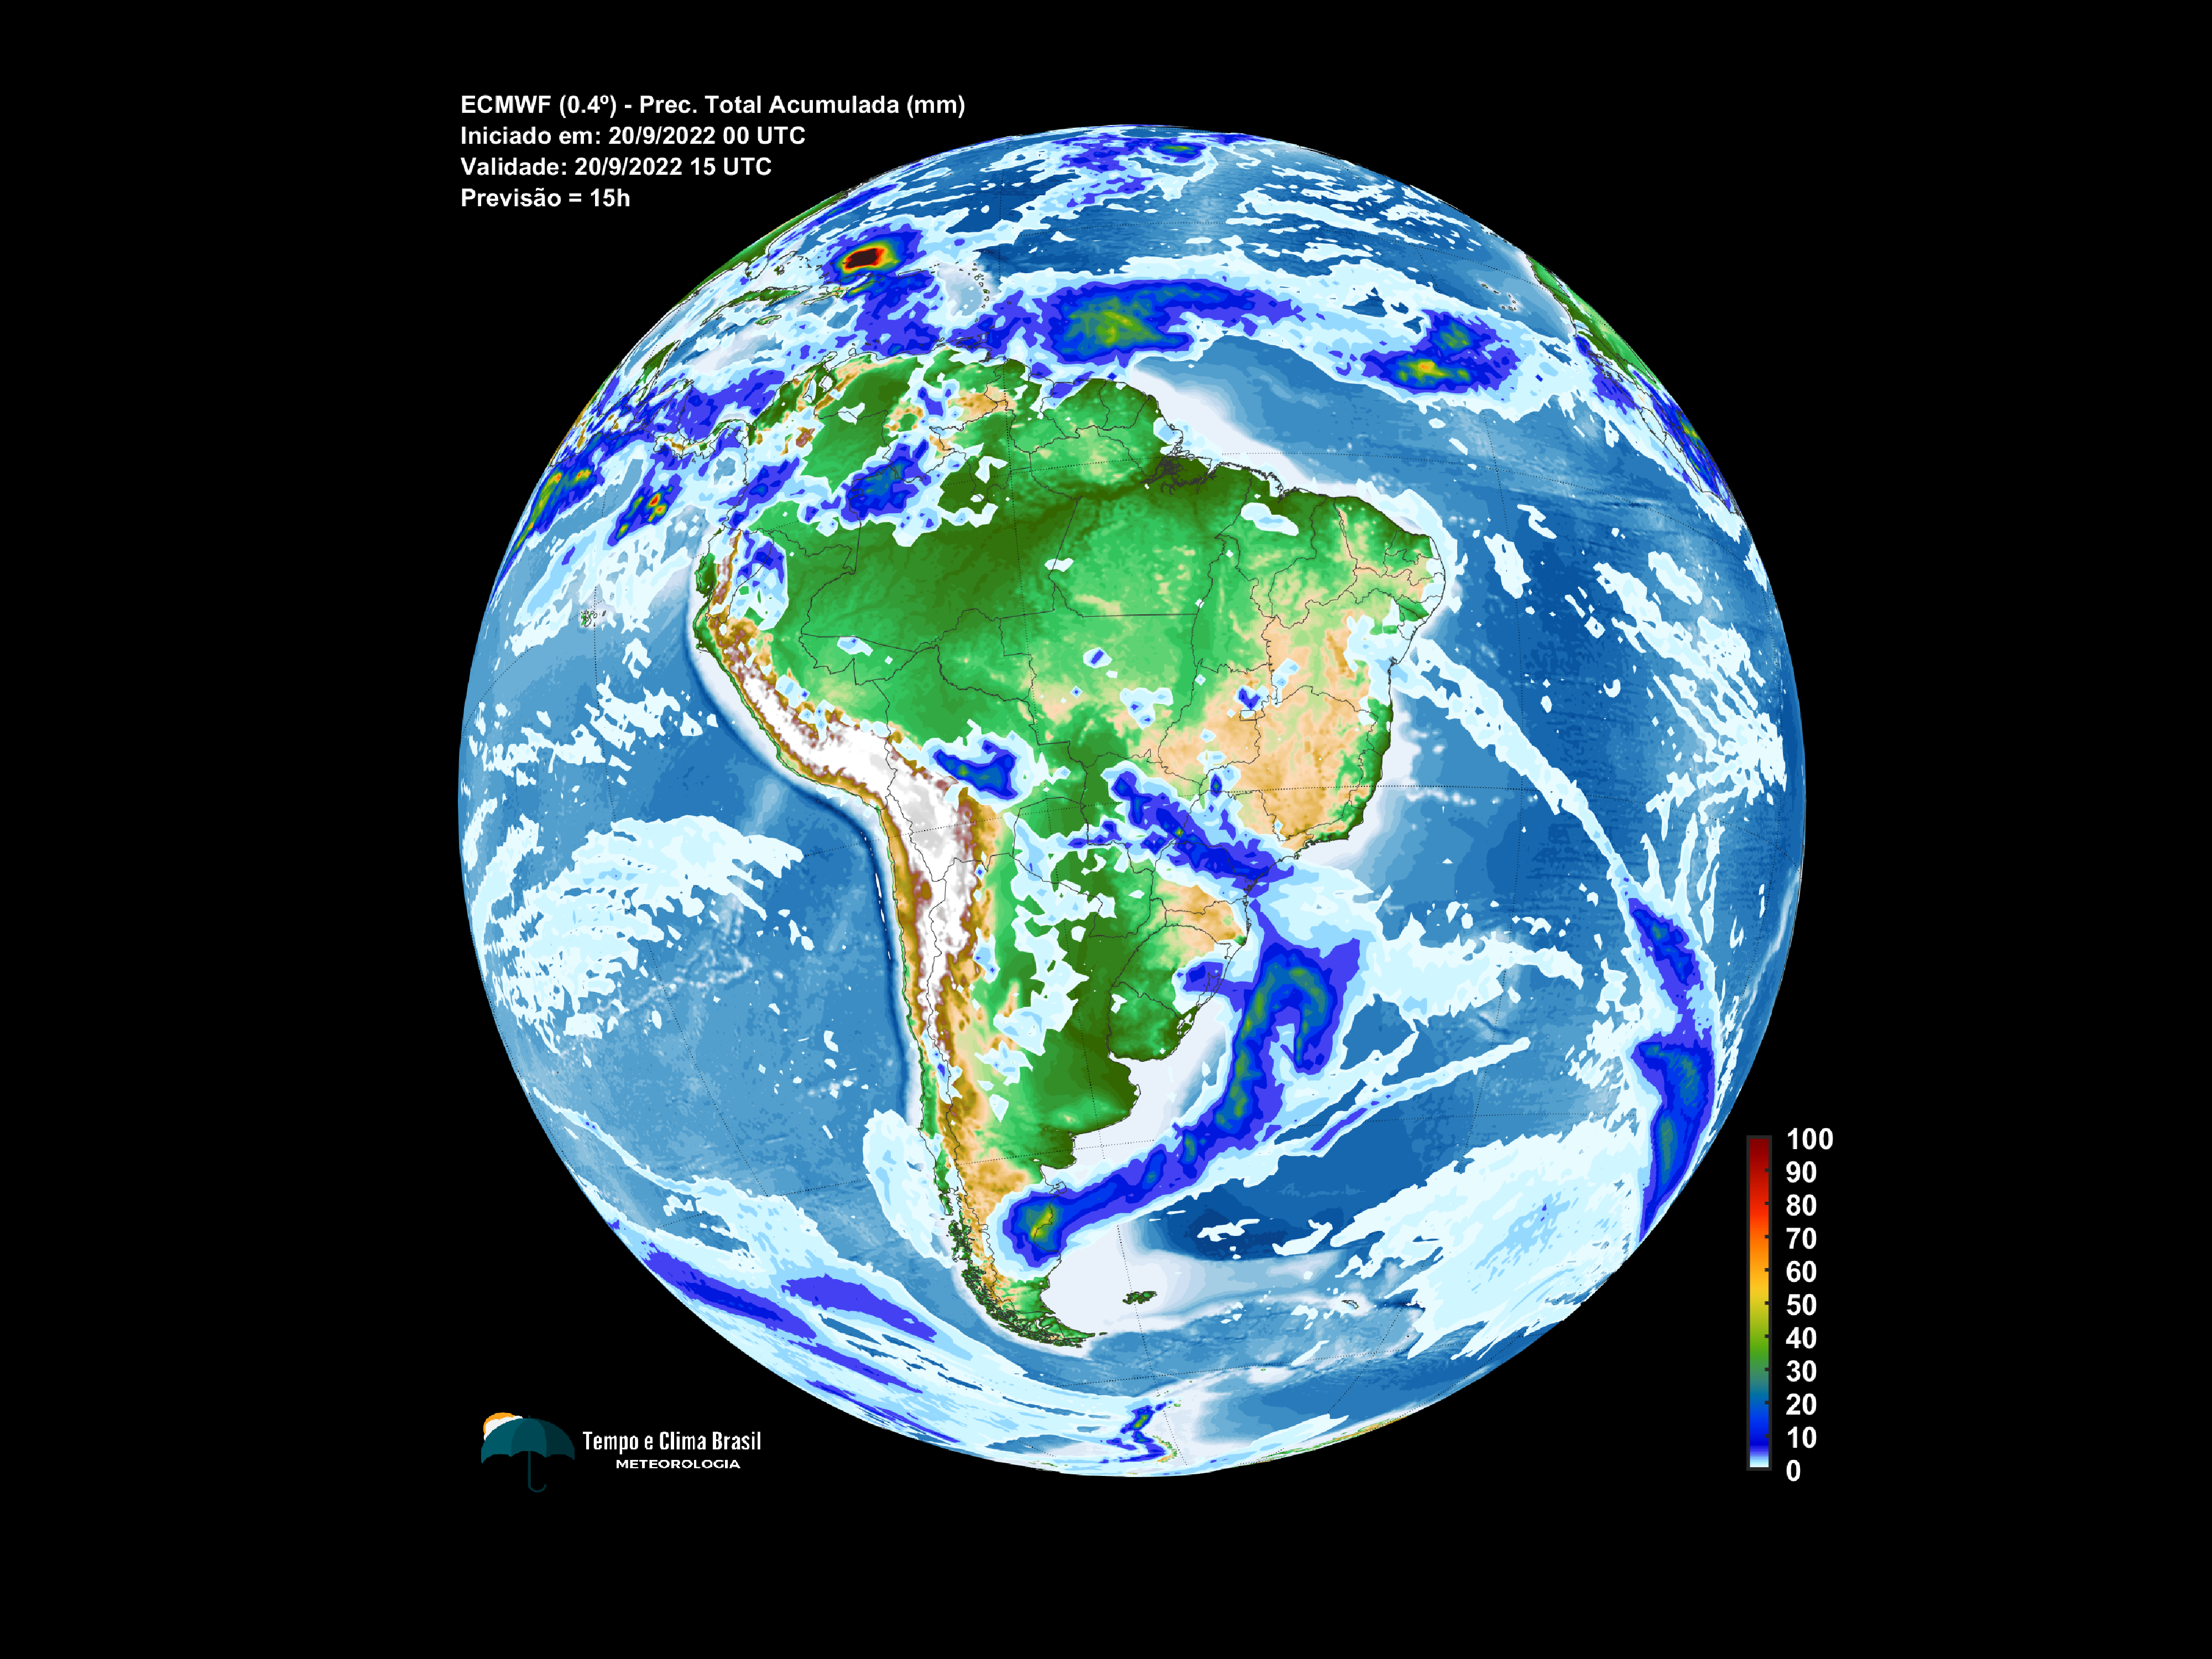 ECMWF (0.4º) - Prec. Total Acumulada (mm)
Iniciado em: 20/9/2022 00 UTC
Validade: 20/9/2022 15 UTC
Previsão = 15h
100
90
80
70
60
50
40
30
20
10
0
Tempo e Clima Brasil
METEOROLOGIA